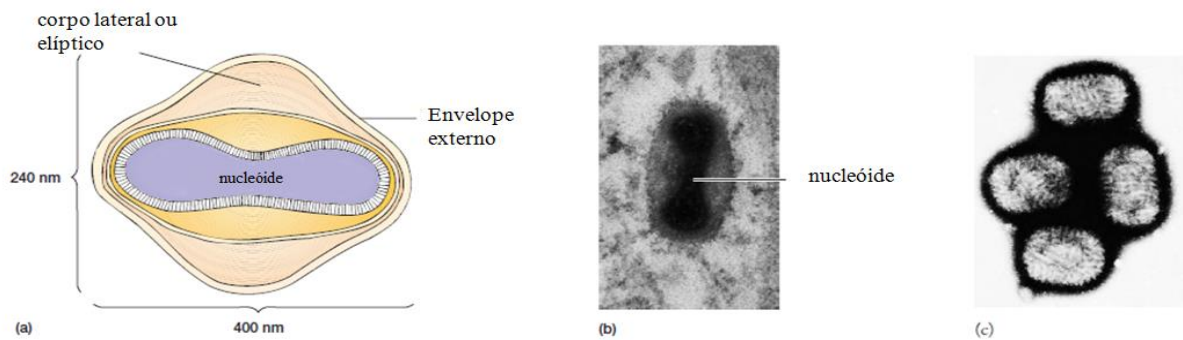 corpo lateral ou
elíptico
Envelope
externo
240 nm
nucleóide
nucleóide
(a)
400 nm
(b)
(c)